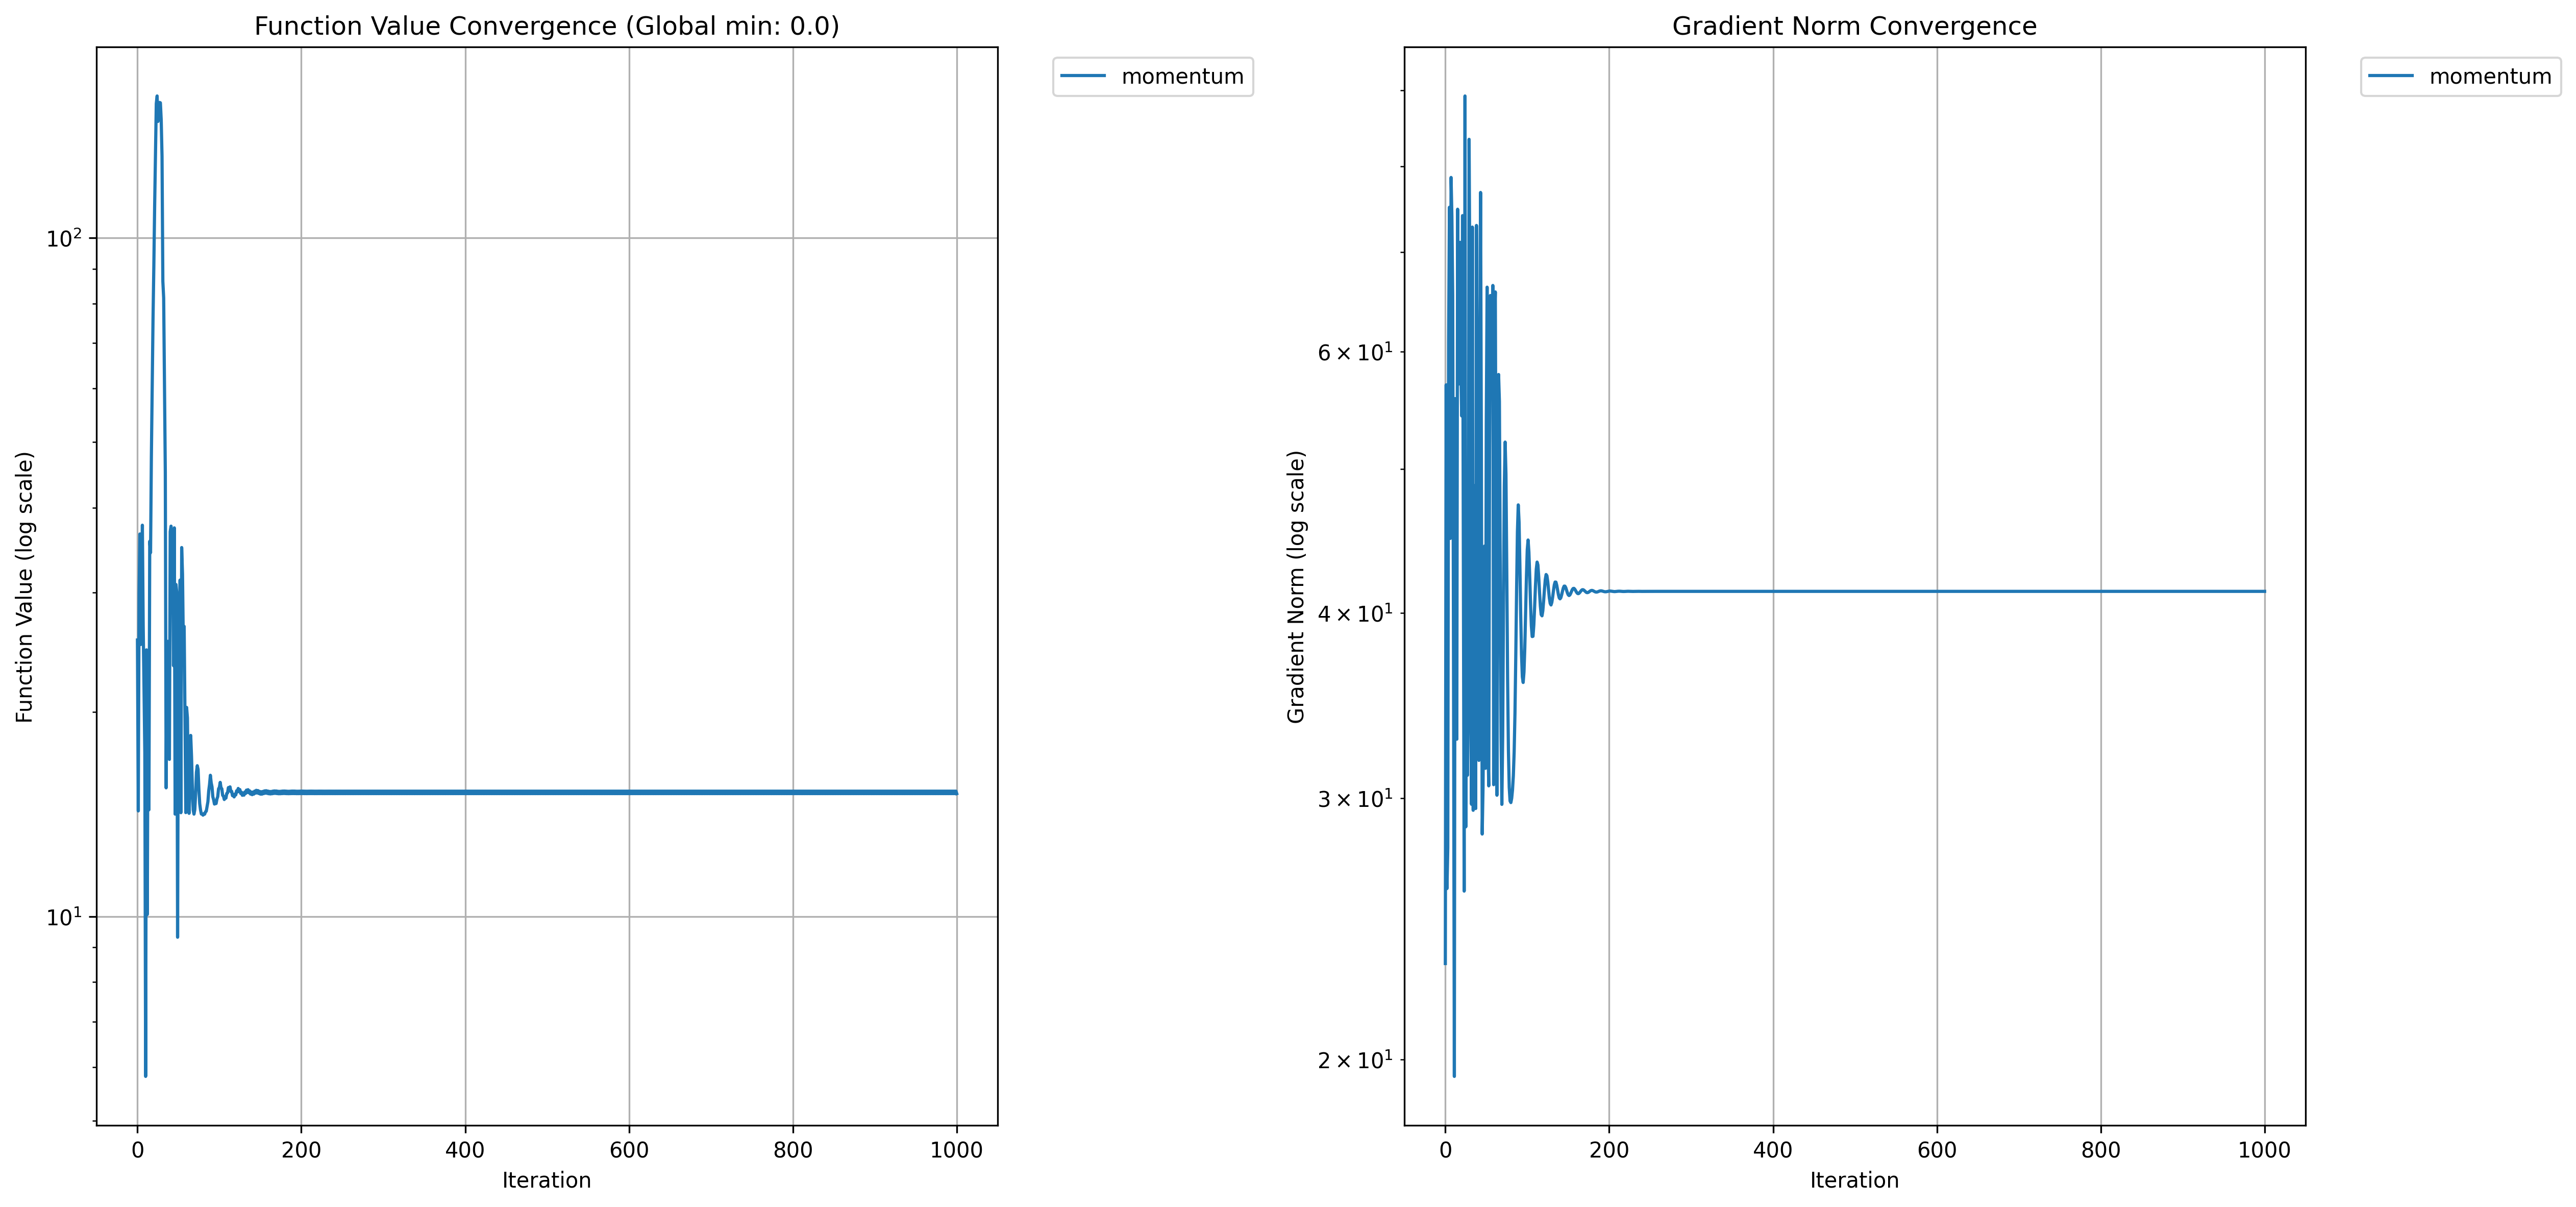 Function Value Convergence (Global min: 0.0)
momentum
Function Value (log scale)
10²
10¹
0 200 400 600 800 1000
Iteration
Gradient Norm Convergence
momentum
Gradient Norm (log scale)
6 × 10¹
4 × 10¹
3 × 10¹
2 × 10¹
0 200 400 600 800 1000
Iteration